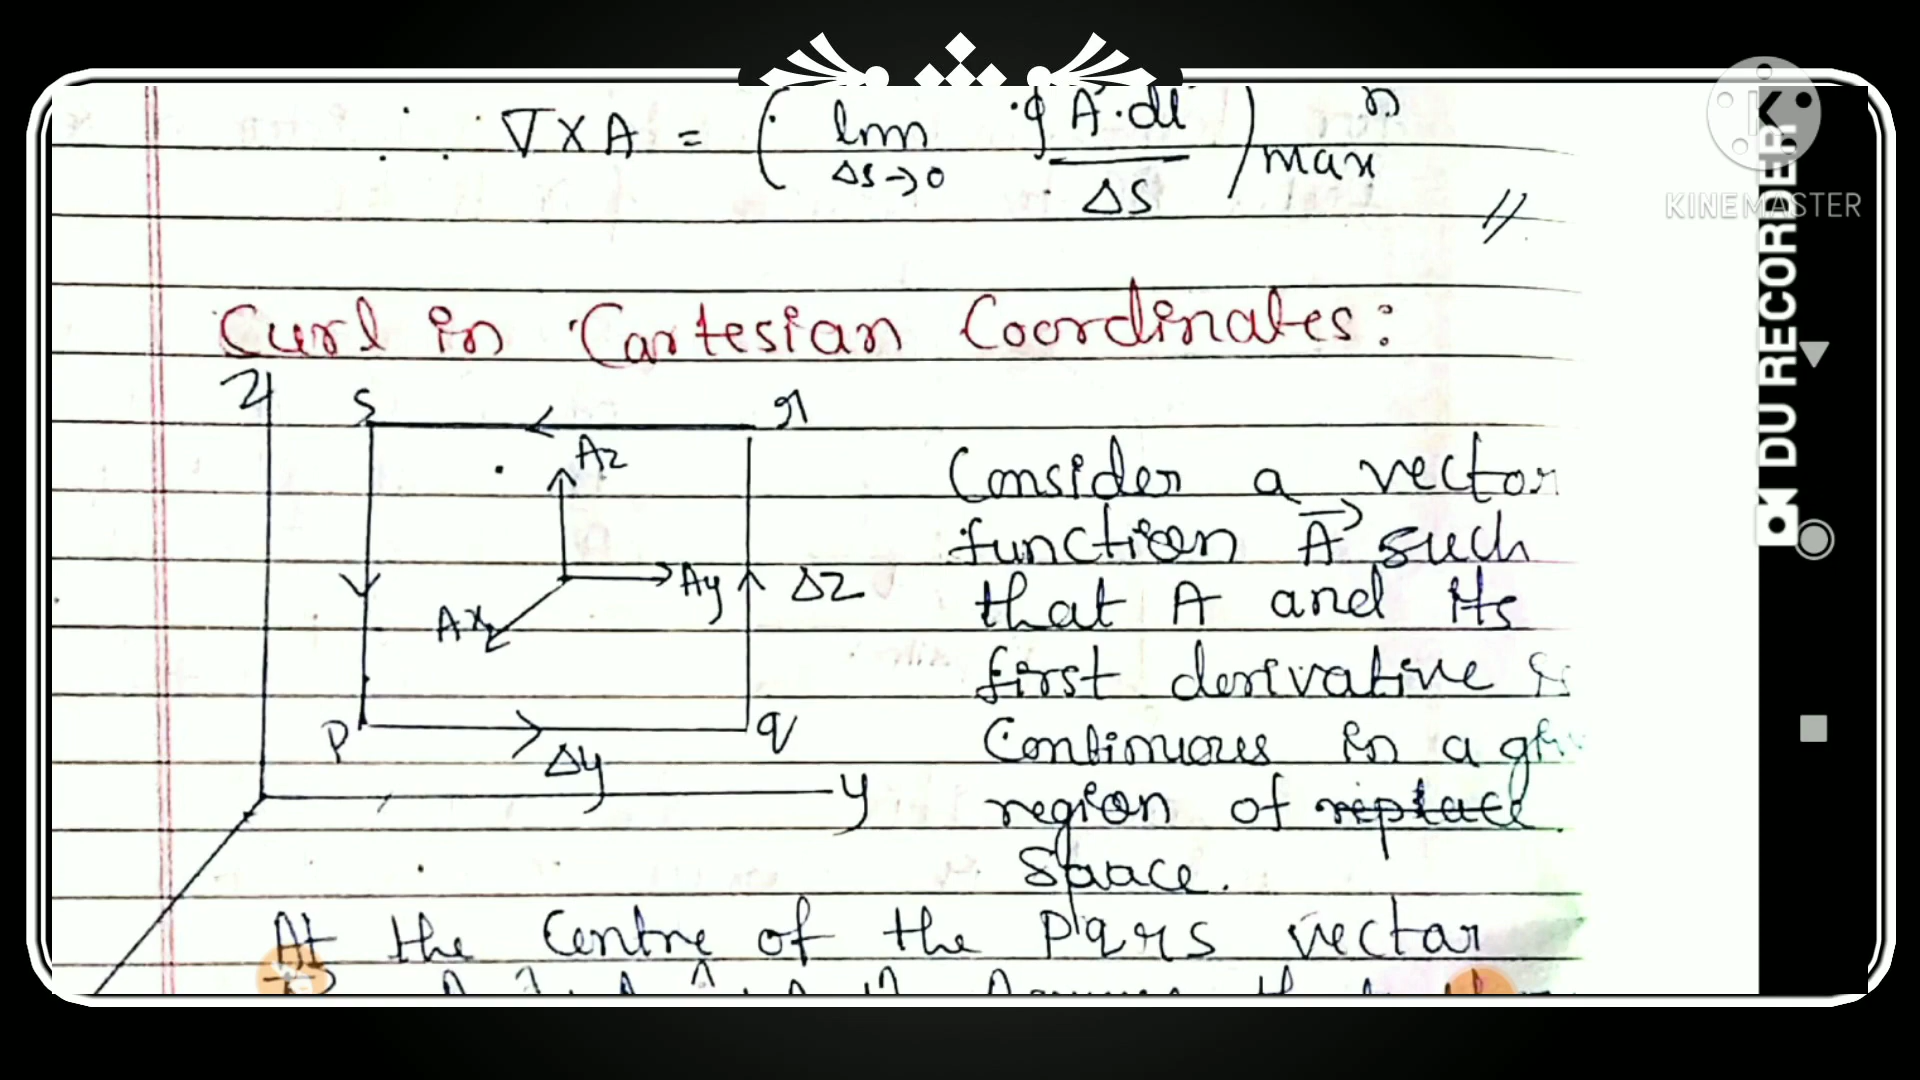 ∴ ∇XA = ( lim Δs→0 ∮ A·dl / Δs ) max n
Curl in Cartesian Coordinates:
Z
S
r
Az
Ay
Ax
ΔZ
P
q
Δy
y
Consider a vector
function A⃗ such
that A and its
first derivative is
Continuous in a
region of
Space.
At the Centre of the Pqrs vector
KINEMASTER
DU RECORDER